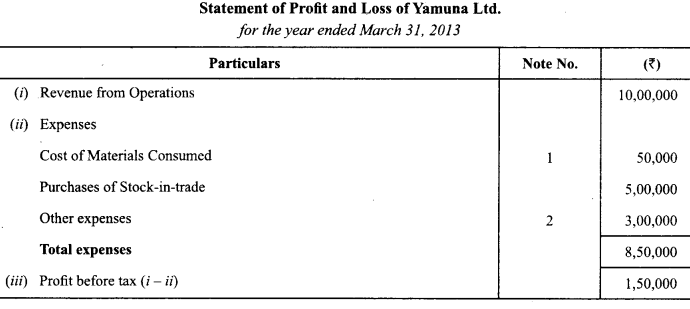 Statement of Profit and Loss of Yamuna Ltd.
for the year ended March 31, 2013
Particulars Note No. (₹)
(i) Revenue from Operations 10,00,000
(ii) Expenses
Cost of Materials Consumed 1 50,000
Purchases of Stock-in-trade 5,00,000
Other expenses 2 3,00,000
Total expenses 8,50,000
(iii) Profit before tax (i – ii) 1,50,000